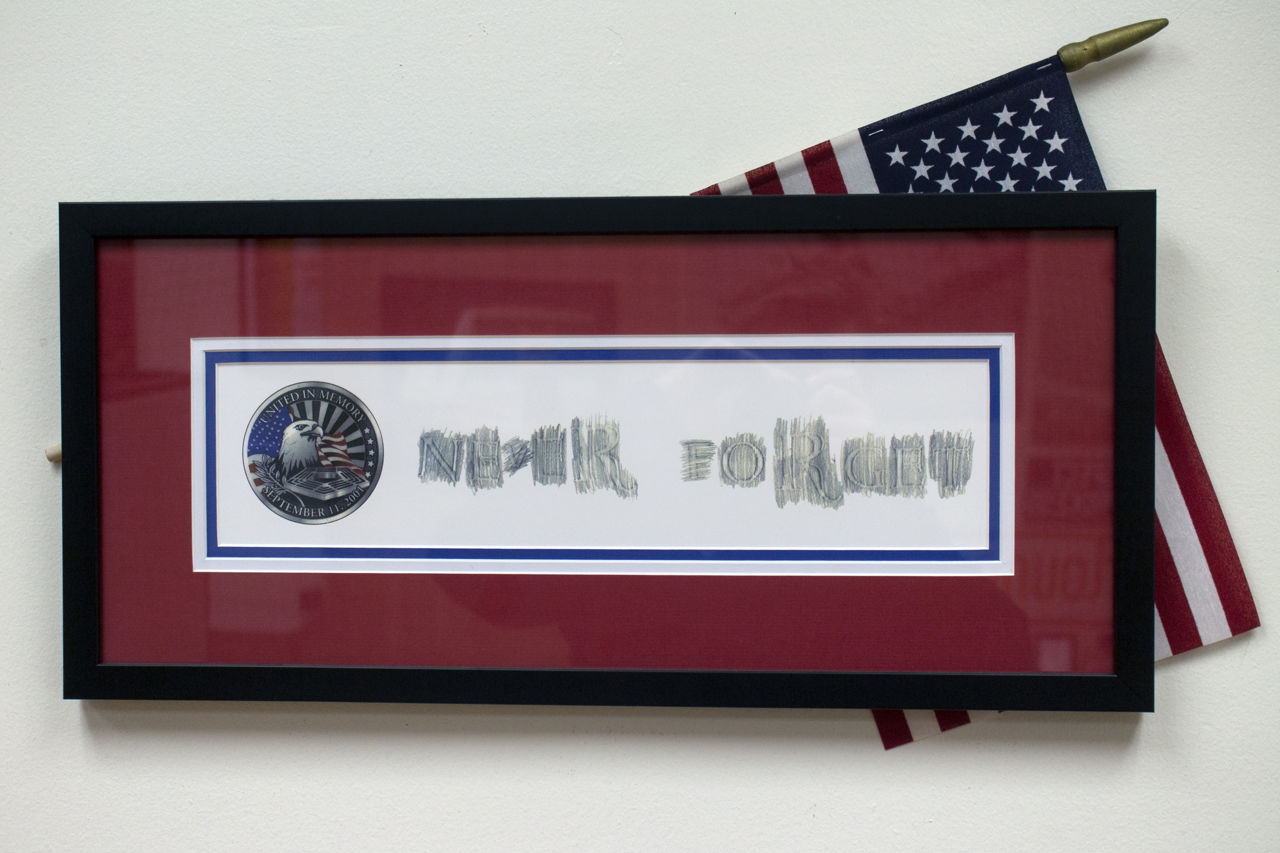 UNITED IN MEMORY
SEPTEMBER 11, 2001
NEVER FORGET